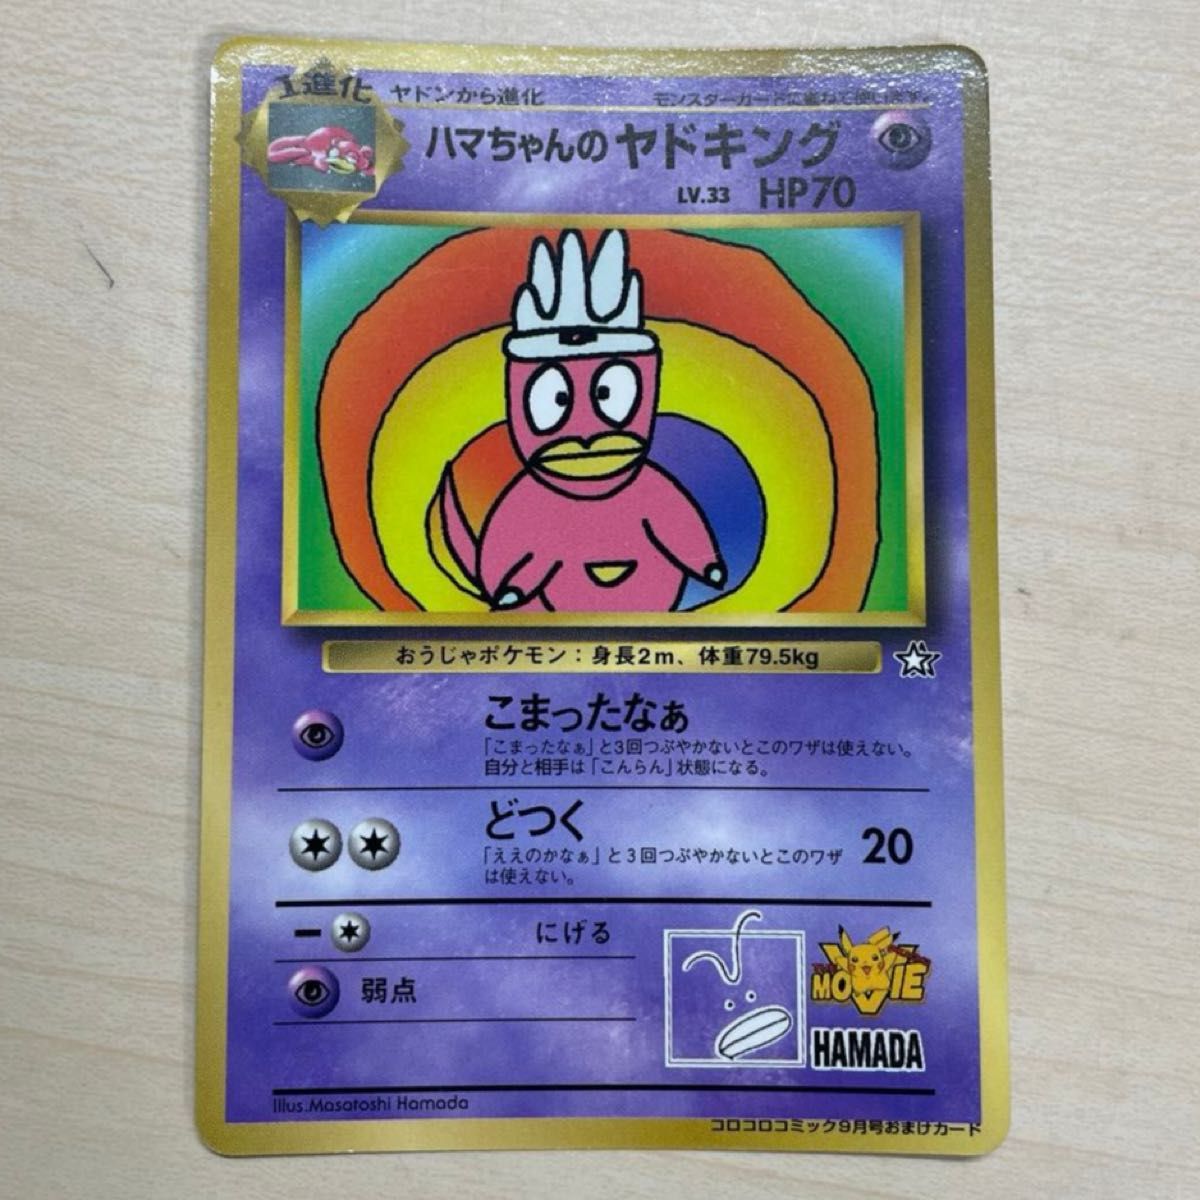 1進化
ヤドンから進化
モンスターカードに重ねて使います。
ハマちゃんのヤドキング
LV.33 HP70
おうじゃポケモン：身長2m、体重79.5kg
こまったなぁ
「こまったなぁ」と3回つぶやかないとこのワザは使えない。
自分と相手は「こんらん」状態になる。
どつく
20
「ええのかなぁ」と3回つぶやかないとこのワザ
は使えない。
にげる
弱点
THE
MOVIE
HAMADA
Illus.Masatoshi Hamada
コロコロコミック9月号おまけカード